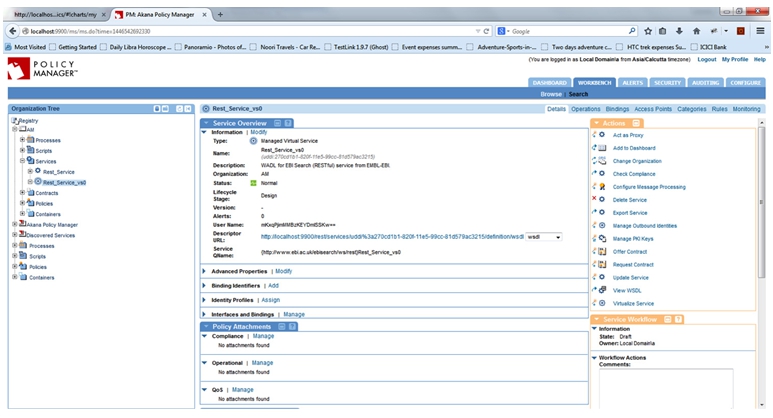 http://localhos...ics/#!charts/my
PM: Akana Policy Manager
localhost:9900/ms/ms.do?time=1446542692330
Google
Most Visited
Getting Started
Daily Libra Horoscope ...
Panoramio - Photos of...
Noori Travels - Car Re...
TestLink 1.9.7 (Ghost)
Event expenses summ...
Adventure-Sports-in-...
Two days adventure c...
HTC trek expenses Su...
ICICI Bank
POLICY
MANAGER™
(You are logged in as Local Domain\a from Asia/Calcutta timezone) Logout My Profile Help
DASHBOARD WORKBENCH ALERTS SECURITY AUDITING CONFIGURE
Browse | Search
Organization Tree
Registry
AM
Processes
Scripts
Services
Rest_Service
Rest_Service_vs0
Contracts
Policies
Containers
Akana Policy Manager
Discovered Services
Processes
Scripts
Policies
Containers
Rest_Service_vs0
Details Operations Bindings Access Points Categories Rules Monitoring
Service Overview
Information | Modify
Type: Managed Virtual Service
Name: Rest_Service_vs0
(uddi:270cd1b1-820f-11e5-99cc-81d579ac3215)
Description: WADL for EBI Search (RESTful) service from EMBL-EBI.
Organization: AM
Status: Normal
Lifecycle Stage: Design
Version: -
Alerts: 0
User Name:
Descriptor URL: http://localhost:9900/rest/services/uddi%3a270cd1b1-820f-11e5-99cc-81d579ac3215/definition/wsdl wsdl
Service QName: {http://www.ebi.ac.uk/ebisearch/ws/rest}Rest_Service_vs0
Advanced Properties | Modify
Binding Identifiers | Add
Identity Profiles | Assign
Interfaces and Bindings | Manage
Policy Attachments
Compliance | Manage
No attachments found
Operational | Manage
No attachments found
QoS | Manage
No attachments found
Actions
Act as Proxy
Add to Dashboard
Change Organization
Check Compliance
Configure Message Processing
Delete Service
Export Service
Manage Outbound Identities
Manage PKI Keys
Offer Contract
Request Contract
Update Service
View WSDL
Virtualize Service
Service Workflow
Information
State: Draft
Owner: Local Domain\a
Workflow Actions
Comments: